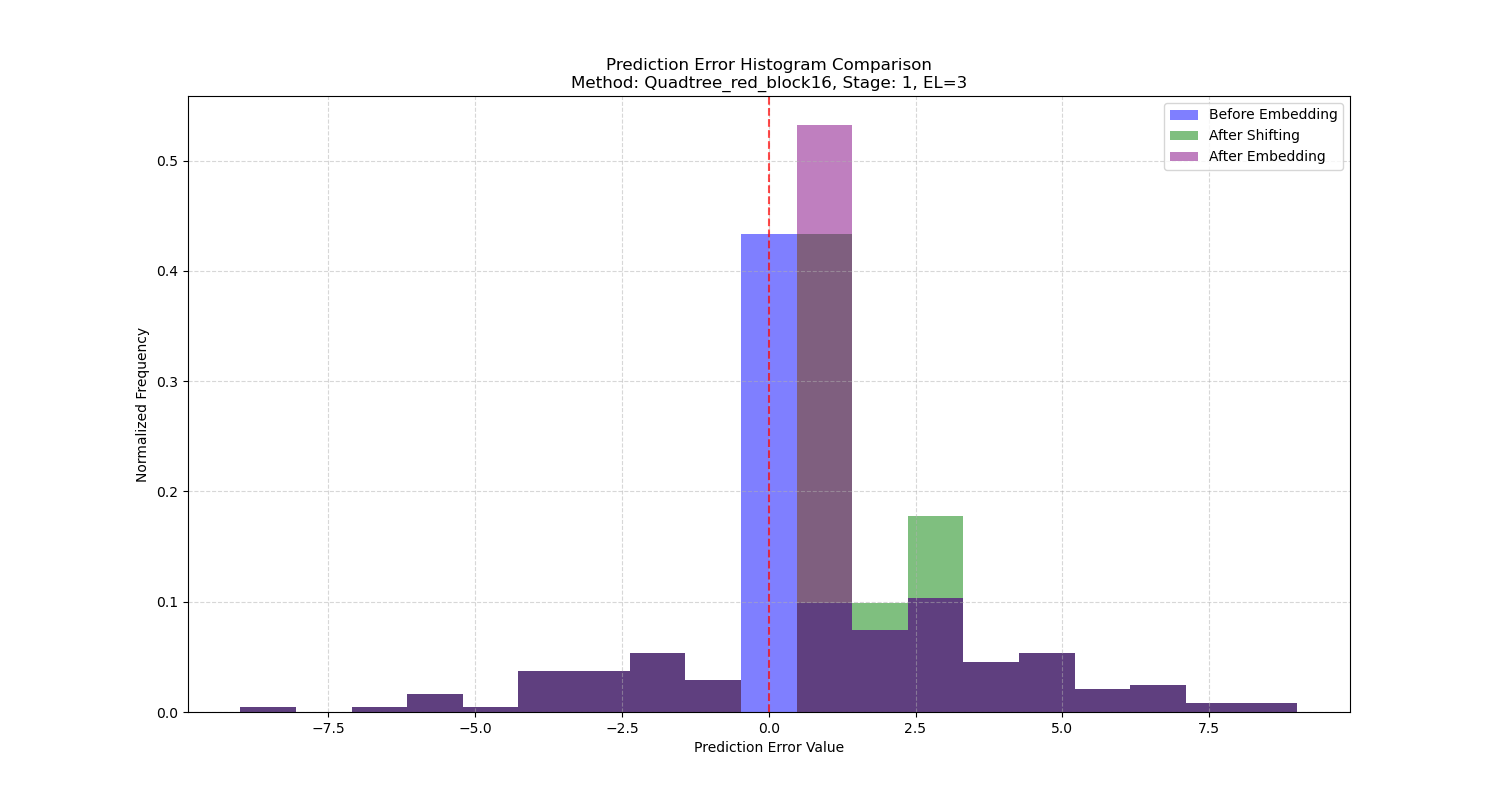 Prediction Error Histogram Comparison
Method: Quadtree_red_block16, Stage: 1, EL=3
Before Embedding
After Shifting
After Embedding
Normalized Frequency
0.5
0.4
0.3
0.2
0.1
0.0
−7.5 −5.0 −2.5 0.0 2.5 5.0 7.5
Prediction Error Value